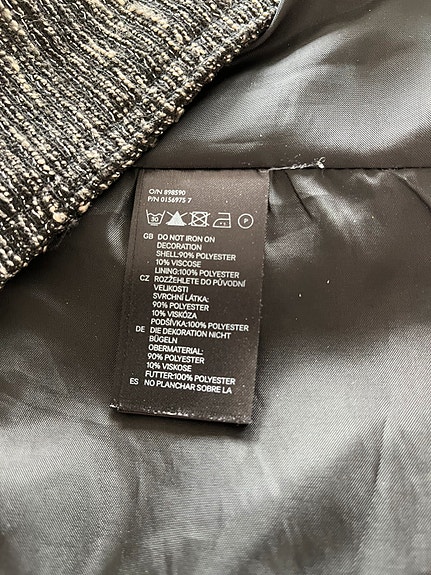 O/N 898590
P/N 0156975 7
30 P
GB DO NOT IRON ON
DECORATION
SHELL:90% POLYESTER
10% VISCOSE
LINING:100% POLYESTER
CZ ROZŽEHLETE DO PŮVODNÍ
VELIKOSTI
SVRCHNÍ LÁTKA:
90% POLYESTER
10% VISKÓZA
PODŠÍVKA:100% POLYESTER
DE DIE DEKORATION NICHT
BÜGELN
OBERMATERIAL:
90% POLYESTER
10% VISKOSE
FUTTER:100% POLYESTER
ES NO PLANCHAR SOBRE LA